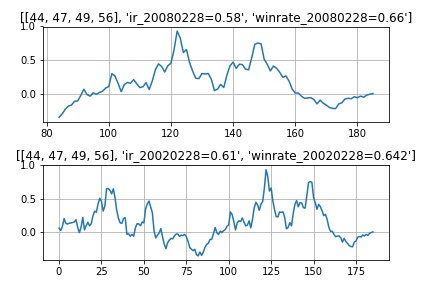 [[44, 47, 49, 56], 'ir_20080228=0.58', 'winrate_20080228=0.66']
1.0
0.5
0.0
80 100 120 140 160 180
[[44, 47, 49, 56], 'ir_20020228=0.61', 'winrate_20020228=0.642']
1.0
0.5
0.0
0 25 50 75 100 125 150 175